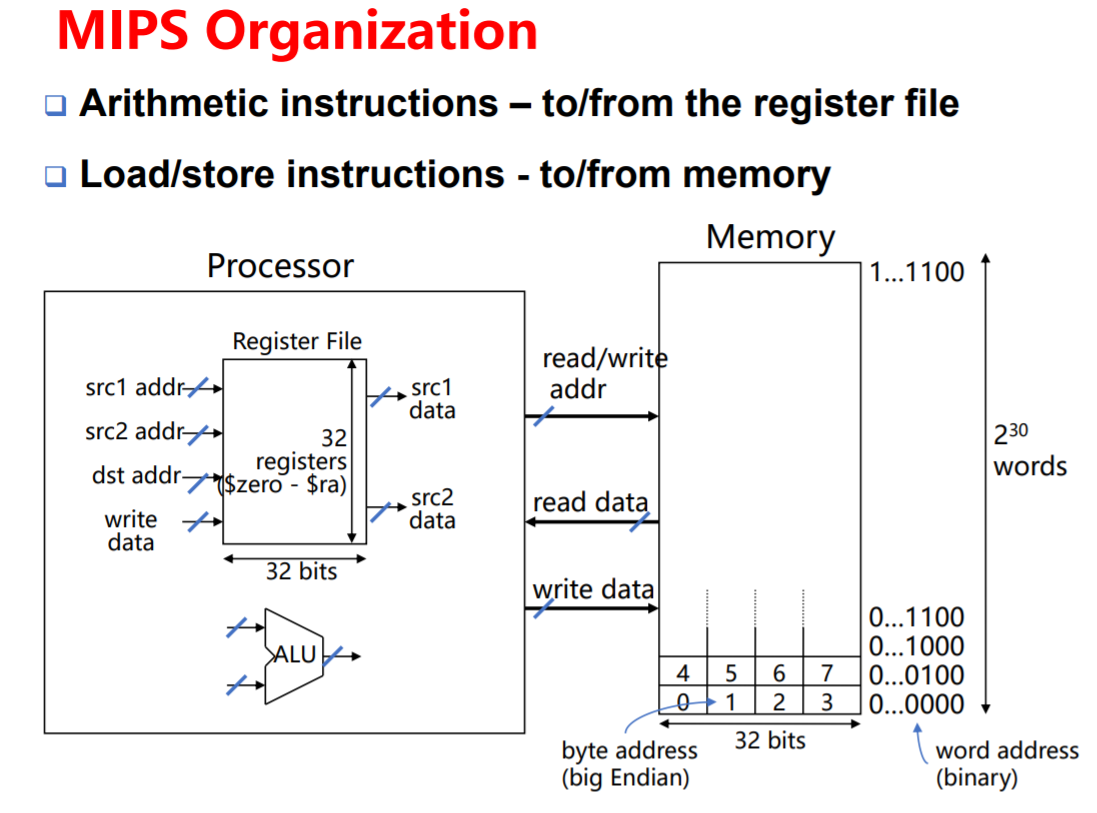 MIPS Organization
❑ Arithmetic instructions – to/from the register file
❑ Load/store instructions - to/from memory
Processor
Register File
src1 addr
src2 addr
dst addr
write
data
32
registers
($zero - $ra)
src1
data
src2
data
32 bits
ALU
read/write
addr
read data
write data
Memory
1...1100
2³⁰
words
0...1100
0...1000
4 5 6 7 0...0100
0 1 2 3 0...0000
32 bits
byte address
(big Endian)
word address
(binary)